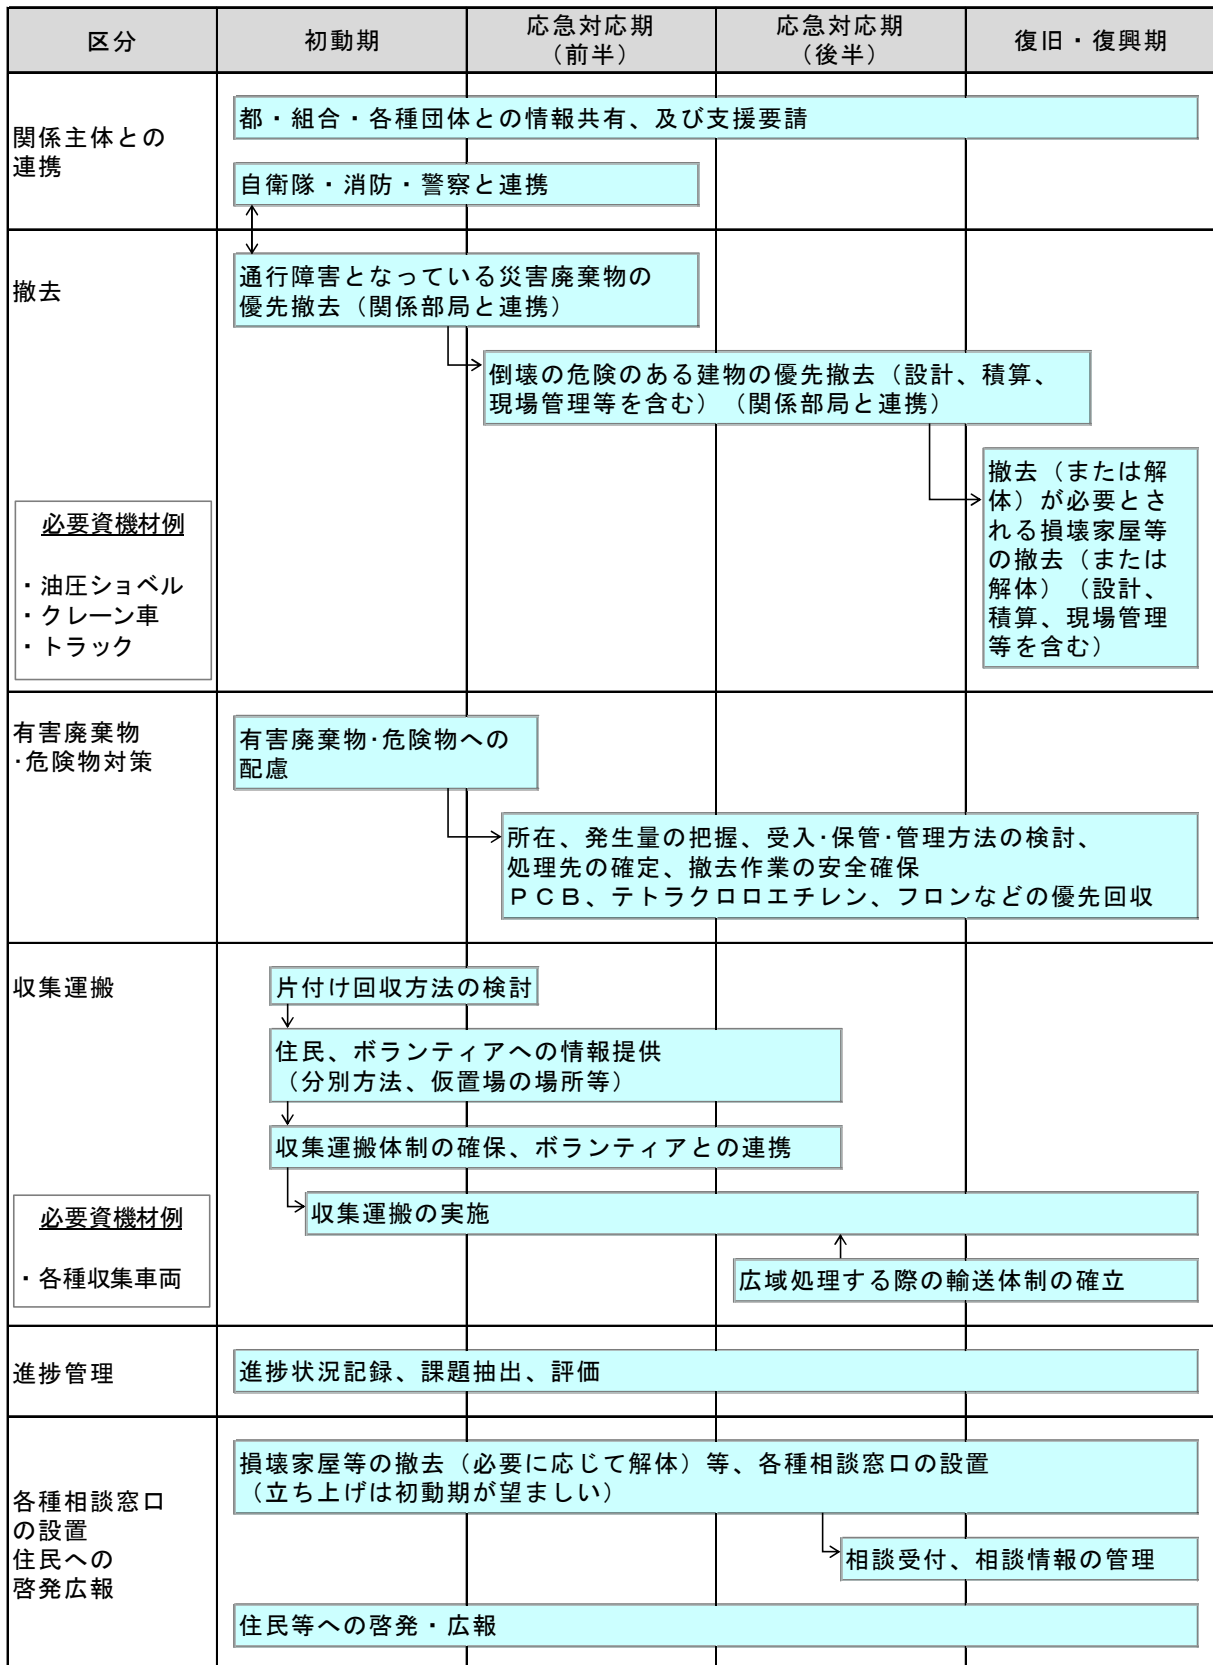 区分
初動期
応急対応期
（前半）
応急対応期
（後半）
復旧・復興期
関係主体との
連携
都・組合・各種団体との情報共有、及び支援要請
自衛隊・消防・警察と連携
撤去
通行障害となっている災害廃棄物の
優先撤去（関係部局と連携）
倒壊の危険のある建物の優先撤去（設計、積算、
現場管理等を含む）（関係部局と連携）
撤去（または解
体）が必要とさ
れる損壊家屋等
の撤去（または
解体）（設計、
積算、現場管理
等を含む）
必要資機材例
・油圧ショベル
・クレーン車
・トラック
有害廃棄物
･危険物対策
有害廃棄物･危険物への
配慮
所在、発生量の把握、受入･保管･管理方法の検討、
処理先の確定、撤去作業の安全確保
ＰＣＢ、テトラクロロエチレン、フロンなどの優先回収
収集運搬
片付け回収方法の検討
住民、ボランティアへの情報提供
（分別方法、仮置場の場所等）
収集運搬体制の確保、ボランティアとの連携
収集運搬の実施
広域処理する際の輸送体制の確立
必要資機材例
・各種収集車両
進捗管理
進捗状況記録、課題抽出、評価
各種相談窓口
の設置
住民への
啓発広報
損壊家屋等の撤去（必要に応じて解体）等、各種相談窓口の設置
（立ち上げは初動期が望ましい）
相談受付、相談情報の管理
住民等への啓発・広報